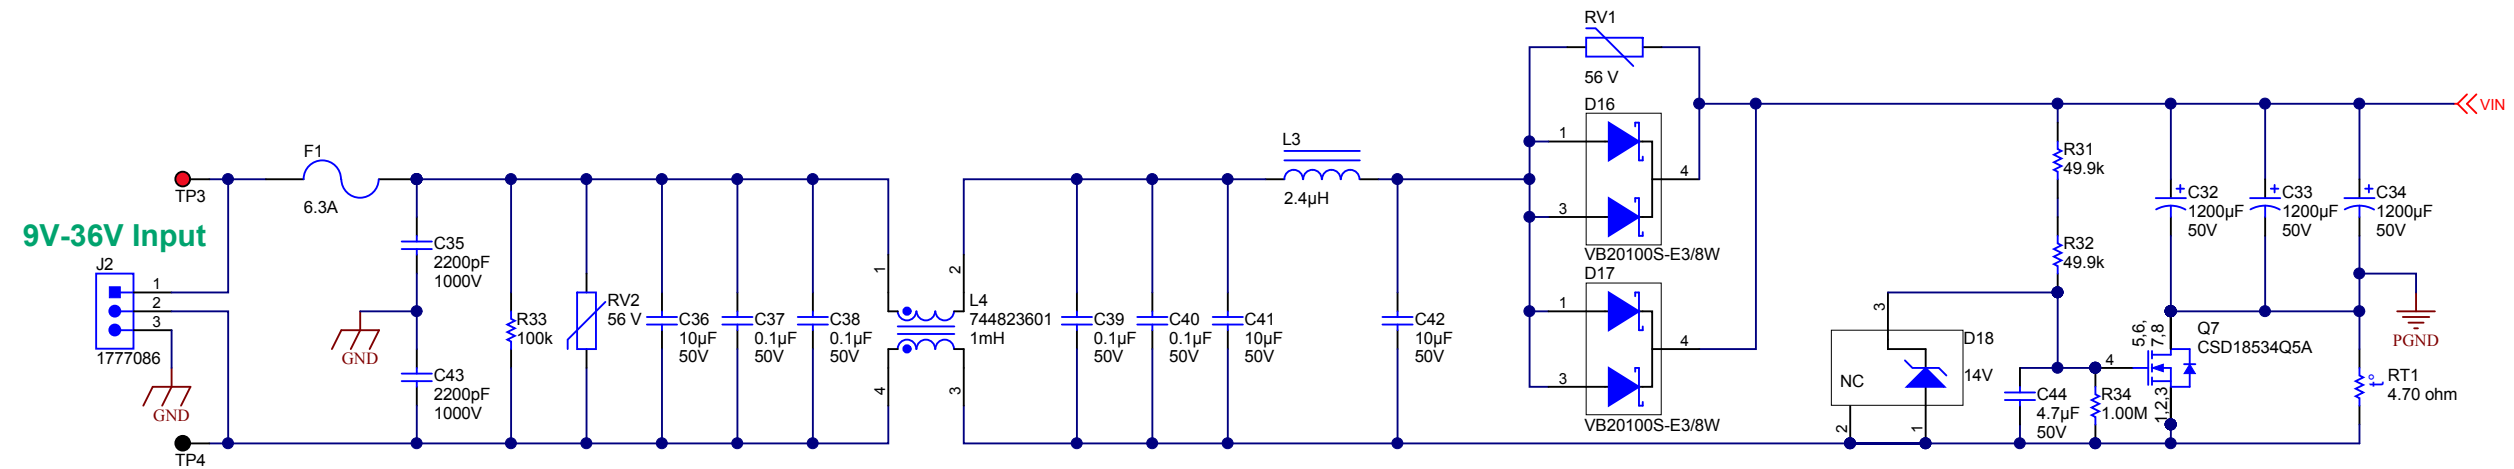 RV1
56 V
D16
1
3
4
VB20100S-E3/8W
D17
1
3
4
VB20100S-E3/8W
VIN
F1
6.3A
TP3
9V-36V Input
J2
1
2
3
1777086
GND
TP4
C35
2200pF
1000V
GND
C43
2200pF
1000V
R33
100k
RV2
56 V
C36
10µF
50V
C37
0.1µF
50V
C38
0.1µF
50V
1
2
L4
744823601
1mH
4
3
C39
0.1µF
50V
C40
0.1µF
50V
C41
10µF
50V
L3
2.4µH
C42
10µF
50V
R31
49.9k
R32
49.9k
3
D18
NC
14V
2
1
C44
4.7µF
50V
R34
1.00M
4
5,6,
7,8
1,2,3
Q7
CSD18534Q5A
C32
1200µF
50V
C33
1200µF
50V
C34
1200µF
50V
PGND
t°
RT1
4.70 ohm